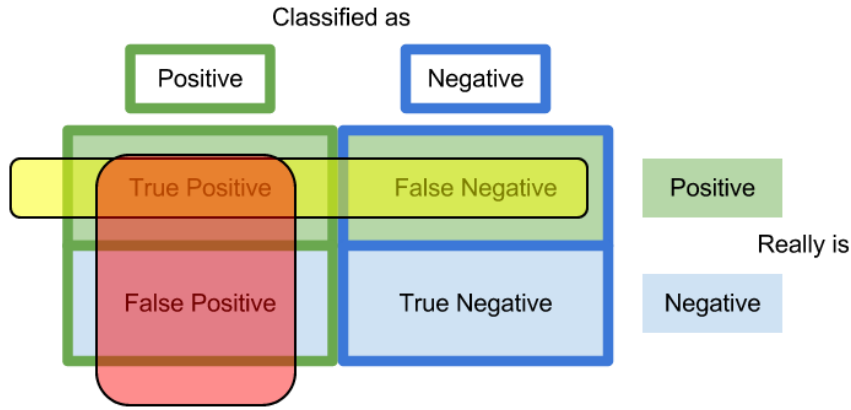 Classified as
Positive
Negative
True Positive
False Negative
Positive
Really is
False Positive
True Negative
Negative